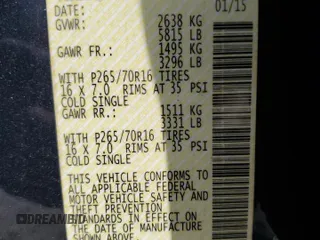 DATE: 01/15
GVWR: 2638 KG
5815 LB
GAWR FR.: 1495 KG
3296 LB
WITH P265/70R16 TIRES
16 X 7.0 RIMS AT 35 PSI
COLD SINGLE
GAWR RR.: 1511 KG
3331 LB
WITH P265/70R16 TIRES
16 X 7.0 RIMS AT 35 PSI
COLD SINGLE
THIS VEHICLE CONFORMS TO
ALL APPLICABLE FEDERAL
MOTOR VEHICLE SAFETY AND
THEFT PREVENTION
STANDARDS IN EFFECT ON
THE DATE OF MANUFACTURE
SHOWN ABOVE.
DREAMBID